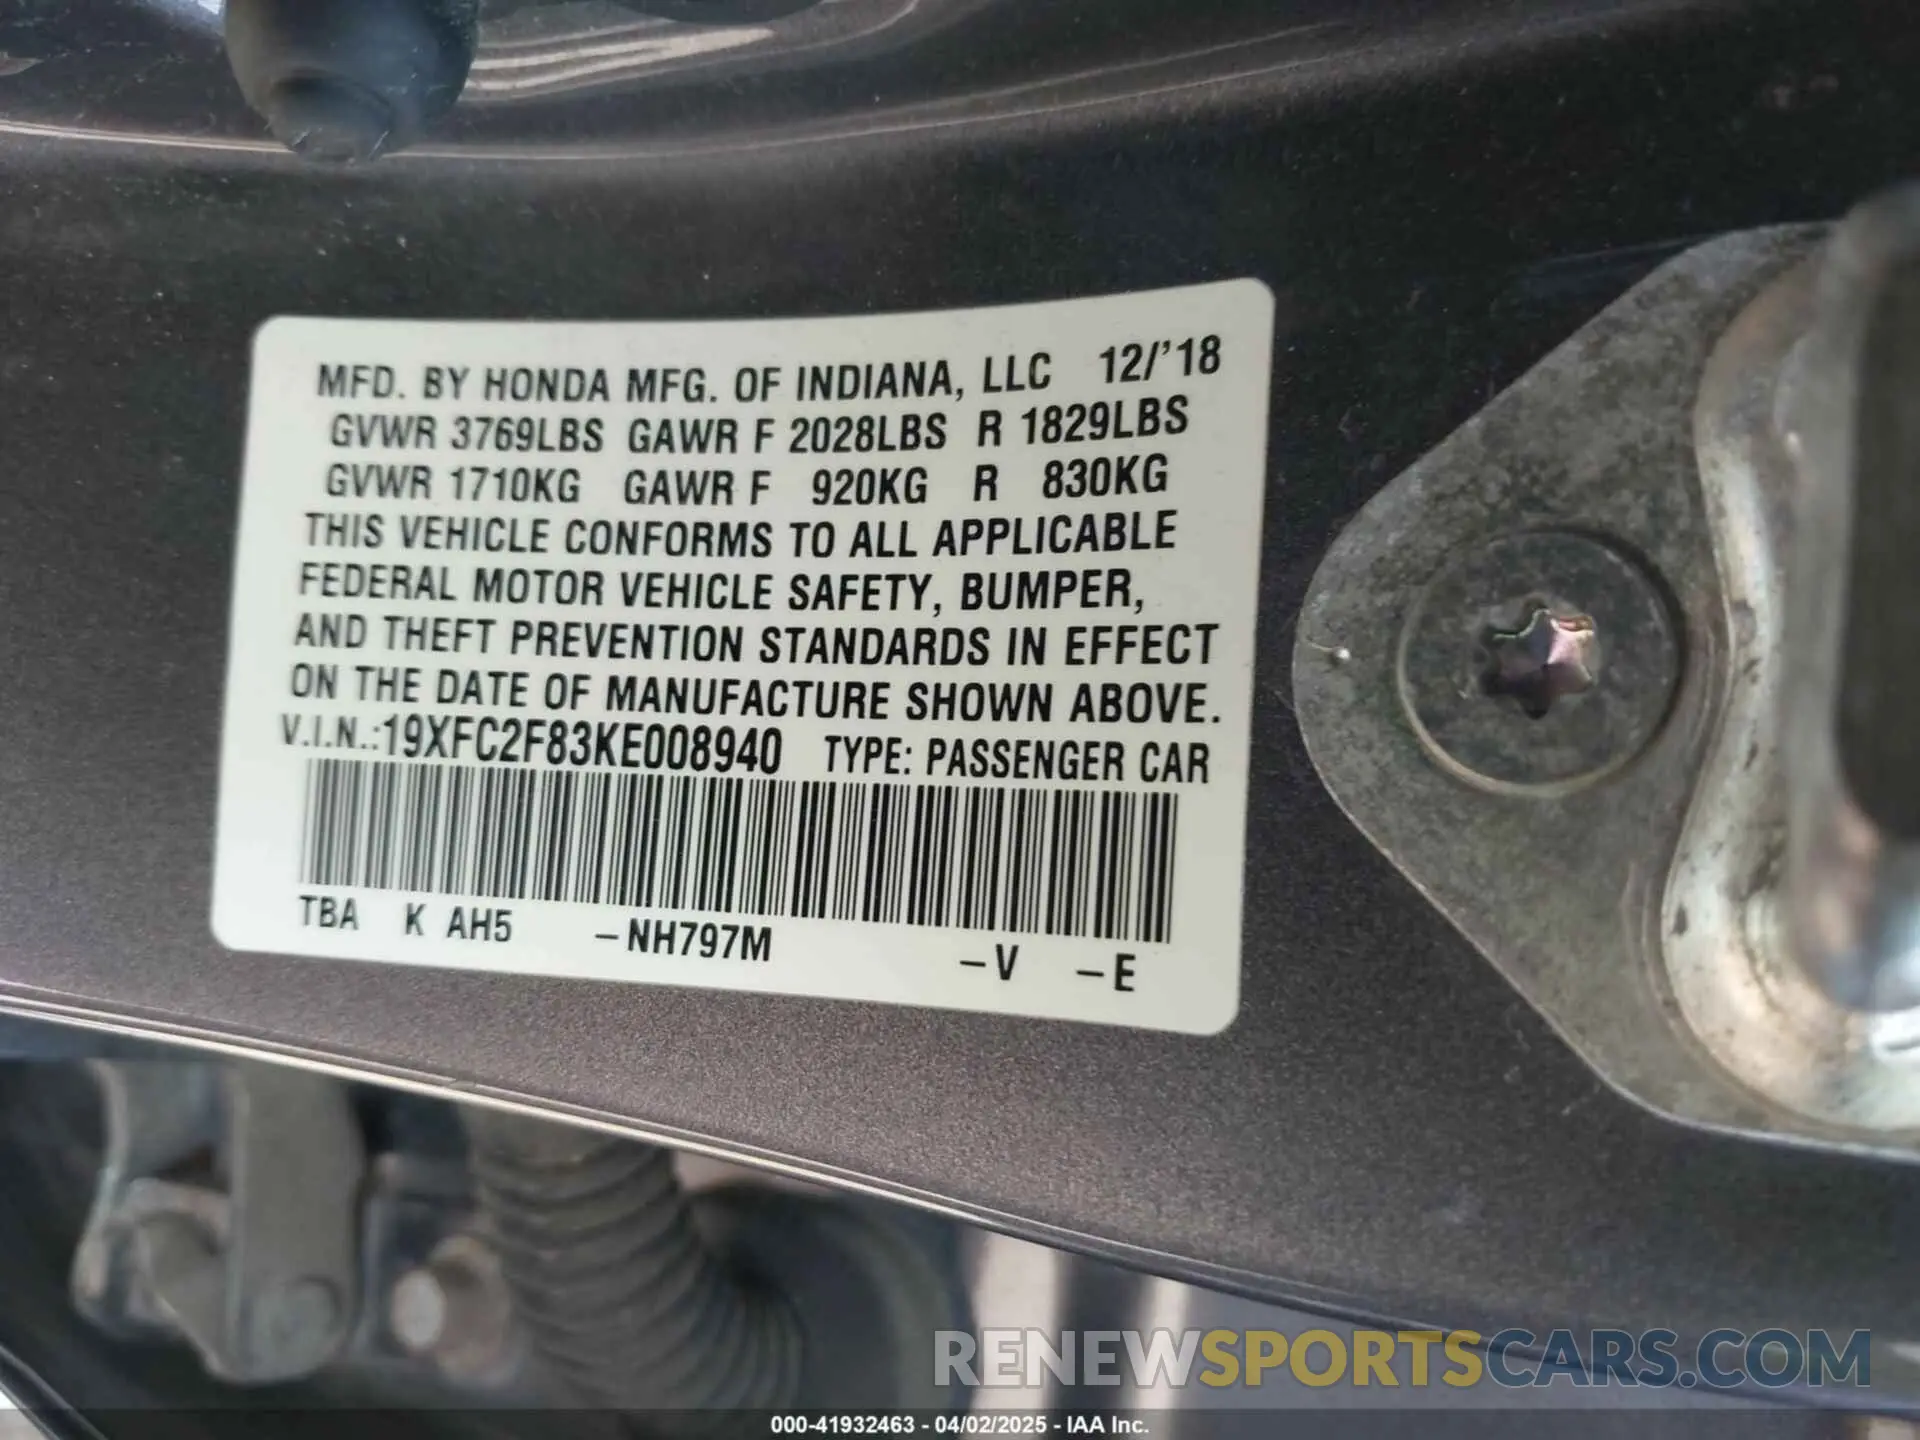 MFD. BY HONDA MFG. OF INDIANA, LLC 12/'18
GVWR 3769LBS GAWR F 2028LBS R 1829LBS
GVWR 1710KG GAWR F 920KG R 830KG
THIS VEHICLE CONFORMS TO ALL APPLICABLE
FEDERAL MOTOR VEHICLE SAFETY, BUMPER,
AND THEFT PREVENTION STANDARDS IN EFFECT
ON THE DATE OF MANUFACTURE SHOWN ABOVE.
V.I.N.:19XFC2F83KE008940 TYPE: PASSENGER CAR
TBA K AH5 –NH797M –V –E
RENEWSPORTSCARS.COM
000-41932463 - 04/02/2025 - IAA Inc.